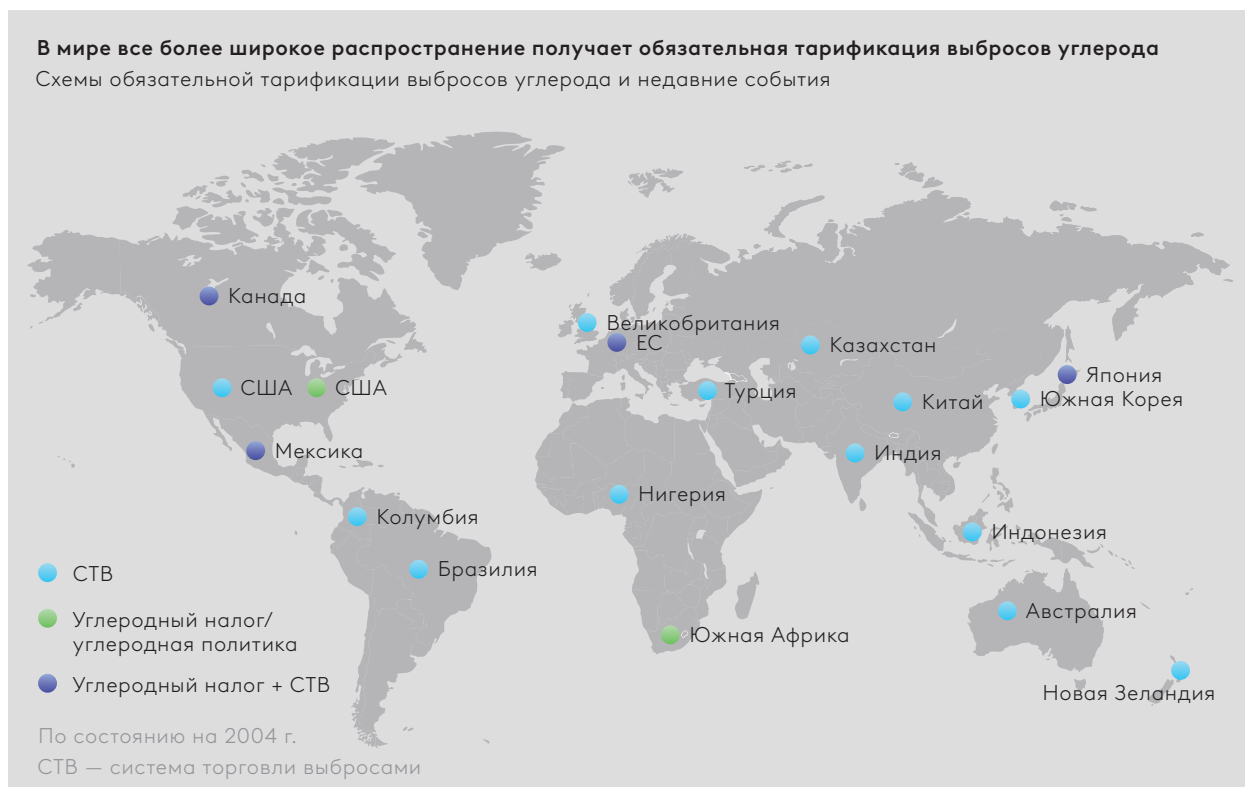 В мире все более широкое распространение получает обязательная тарификация выбросов углерода
Схемы обязательной тарификации выбросов углерода и недавние события
Канада
Великобритания
ЕС
Казахстан
Япония
США
США
Турция
Китай
Южная Корея
Мексика
Индия
Нигерия
Колумбия
Индонезия
Бразилия
СТВ
Австралия
Углеродный налог/
углеродная политика
Южная Африка
Углеродный налог + СТВ
Новая Зеландия
По состоянию на 2004 г.
СТВ — система торговли выбросами